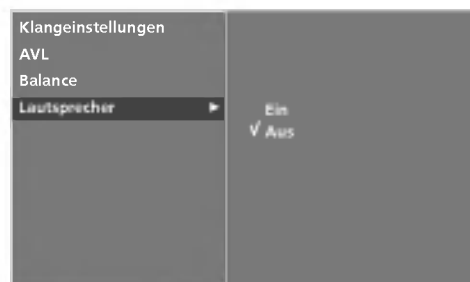 Klangeinstellungen
AVL
Balance
Lautsprecher ►
Ein
√ Aus